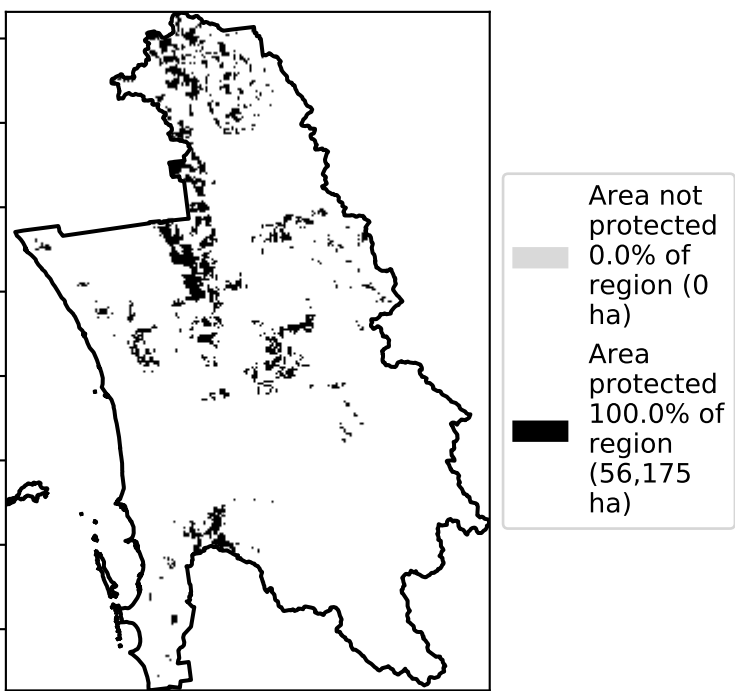 Area not
protected
0.0% of
region (0
ha)
Area
protected
100.0% of
region
(56,175
ha)